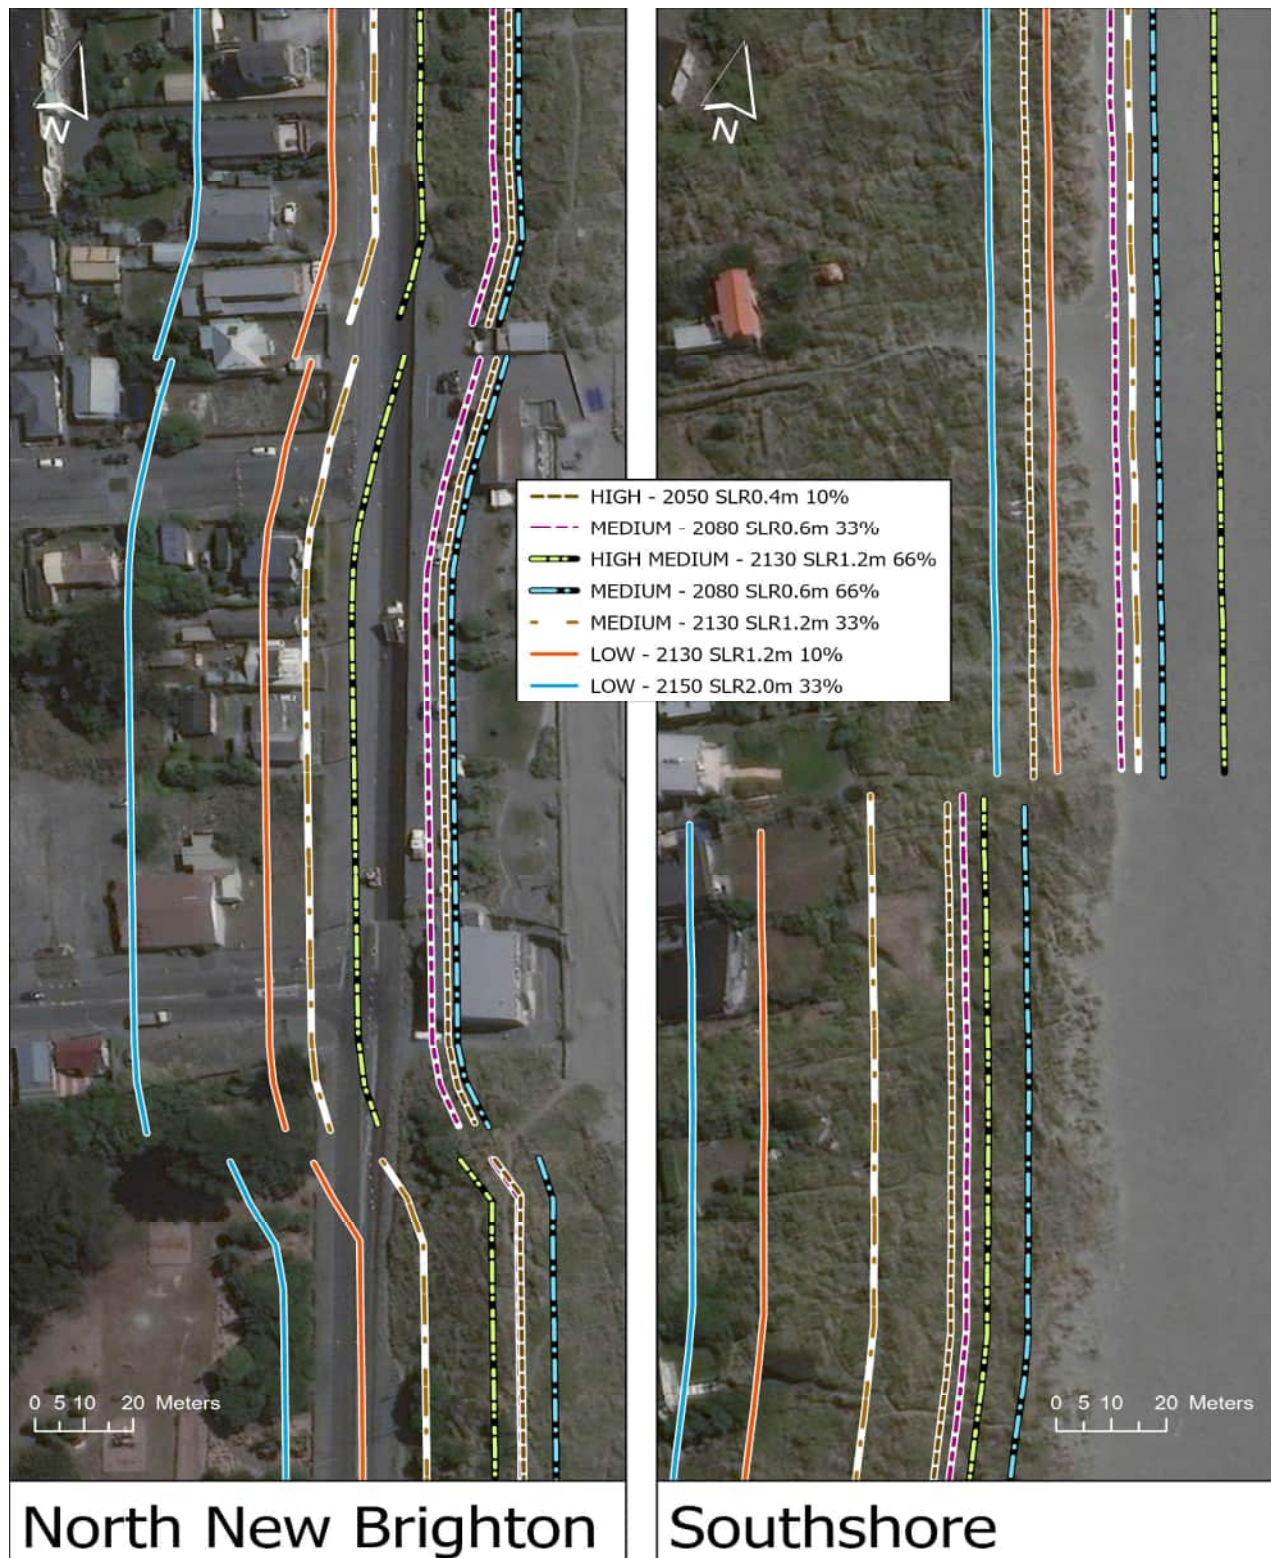 N
N
HIGH - 2050 SLR0.4m 10%
MEDIUM - 2080 SLR0.6m 33%
HIGH MEDIUM - 2130 SLR1.2m 66%
MEDIUM - 2080 SLR0.6m 66%
MEDIUM - 2130 SLR1.2m 33%
LOW - 2130 SLR1.2m 10%
LOW - 2150 SLR2.0m 33%
0 5 10 20 Meters
0 5 10 20 Meters
North New Brighton
Southshore